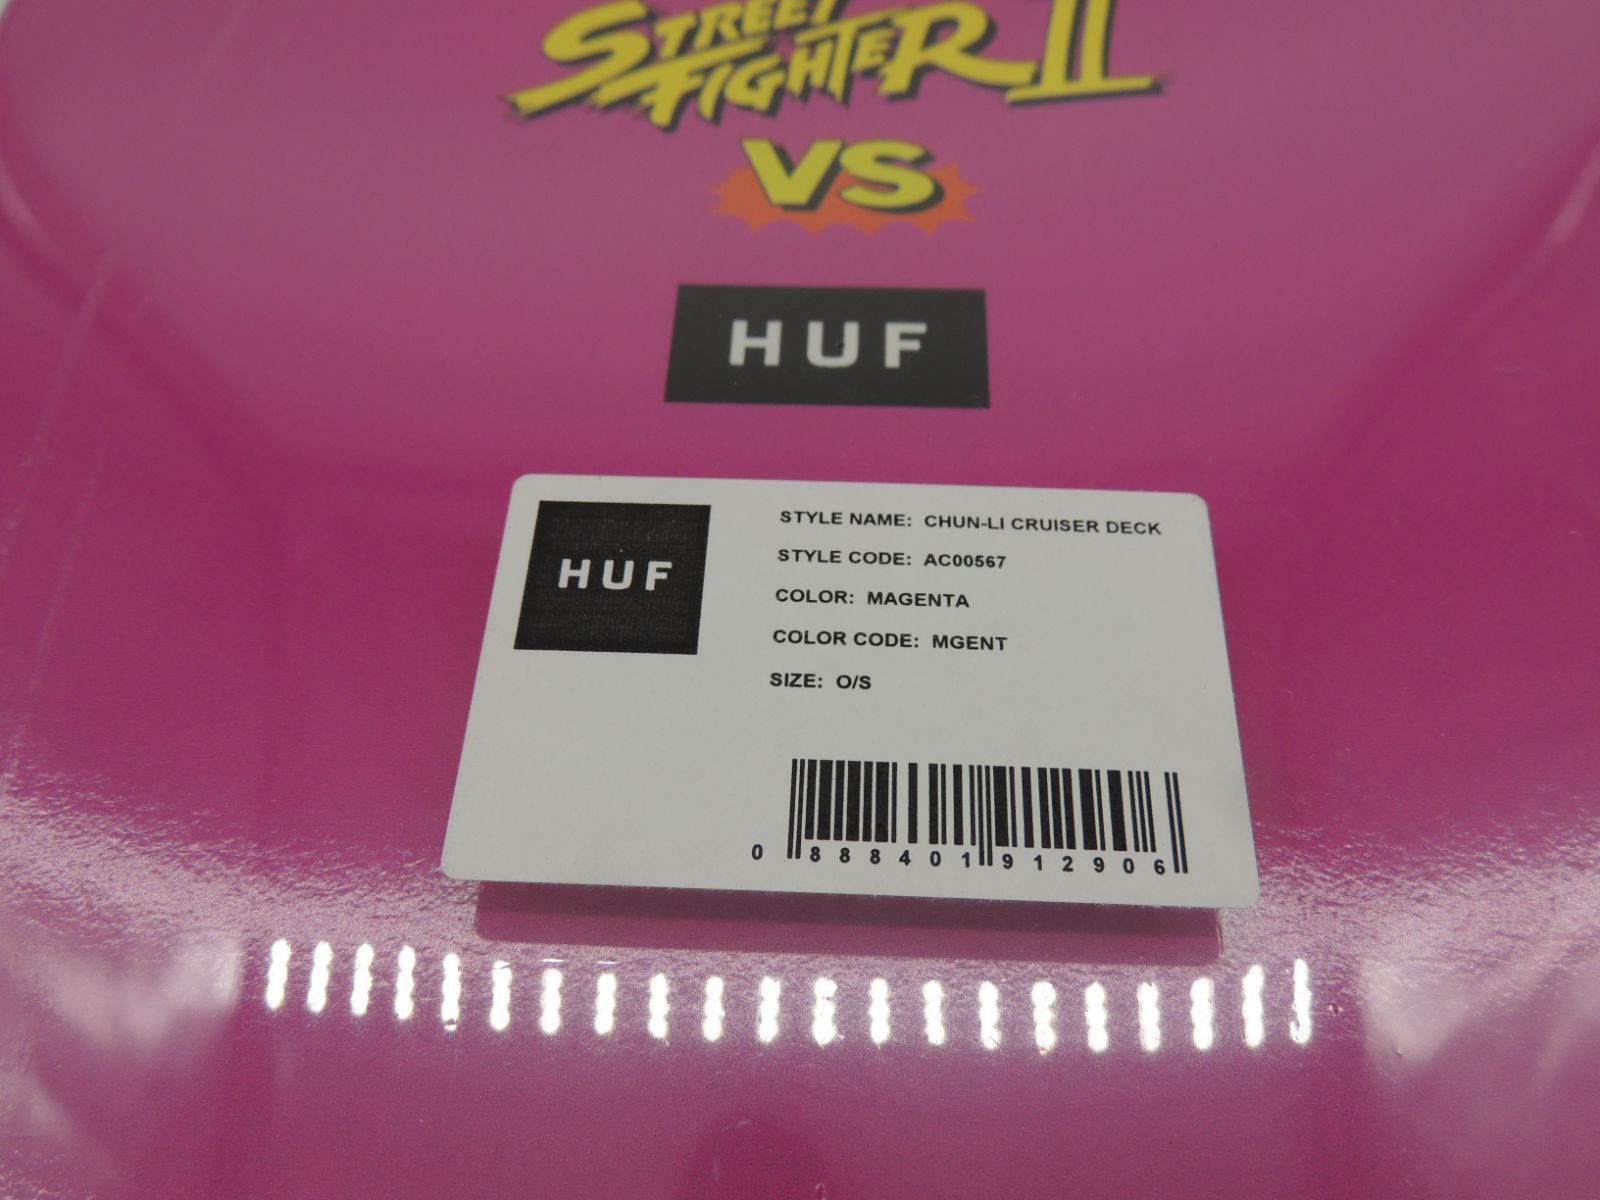 STREET
FIGHTER II
VS
HUF
HUF
STYLE NAME: CHUN-LI CRUISER DECK
STYLE CODE: AC00567
COLOR: MAGENTA
COLOR CODE: MGENT
SIZE: O/S
0 888401 912906